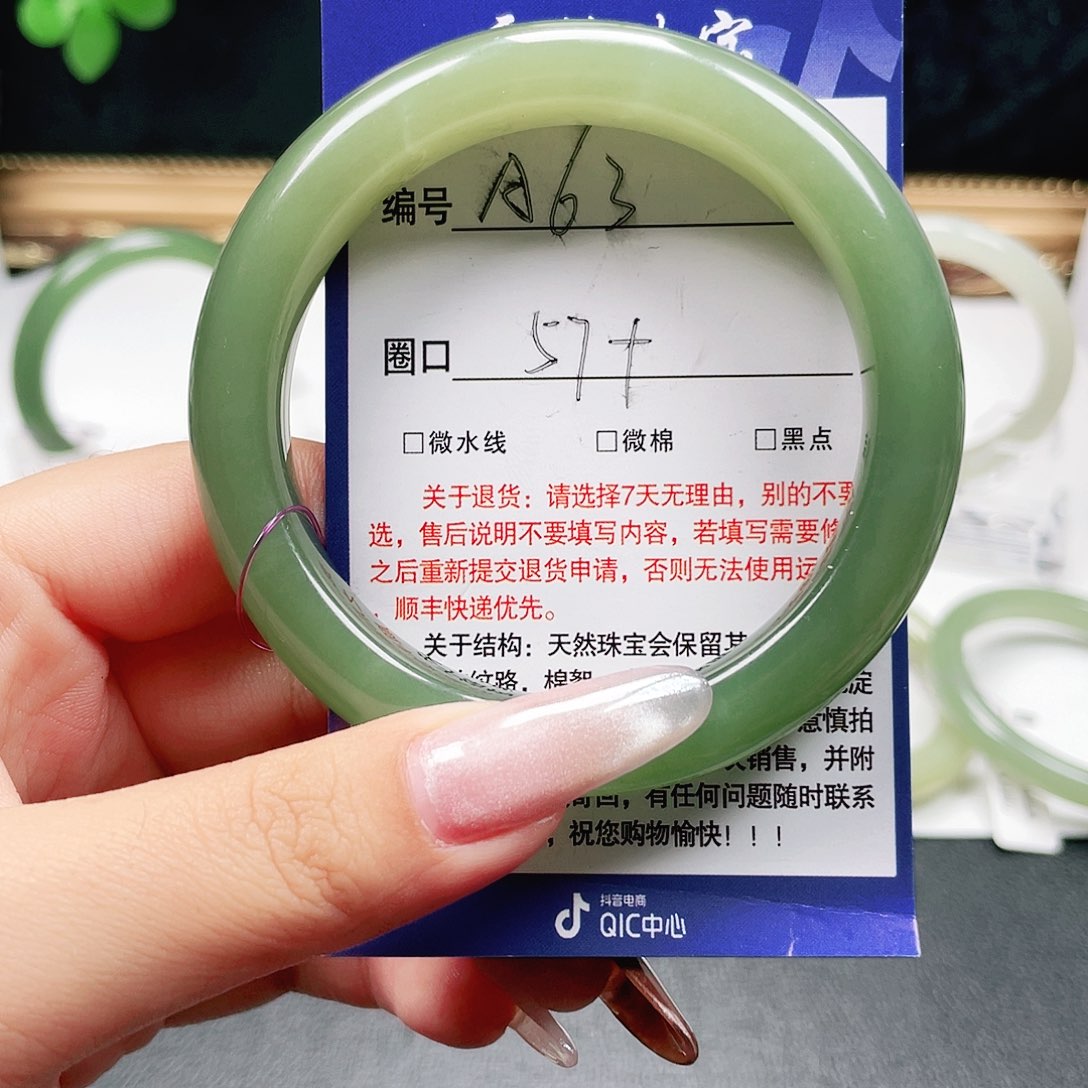 编号 A63
圈口 57+
□微水线 □微棉 □黑点
关于退货：请选择7天无理由，别的不要
选，售后说明不要填写内容，若填写需要修
之后重新提交退货申请，否则无法使用运
，顺丰快递优先。
关于结构：天然珠宝会保留其
纹路，棉絮
慎拍
销售，并附
有任何问题随时联系
，祝您购物愉快！！！
抖音电商
QIC中心